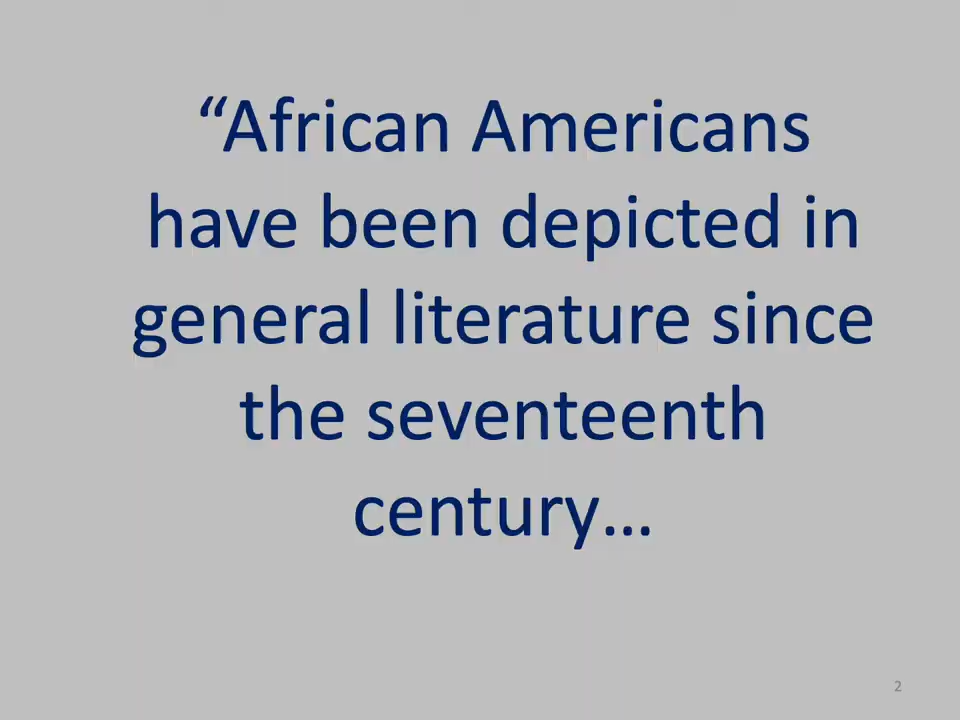 “African Americans
have been depicted in
general literature since
the seventeenth
century…
2